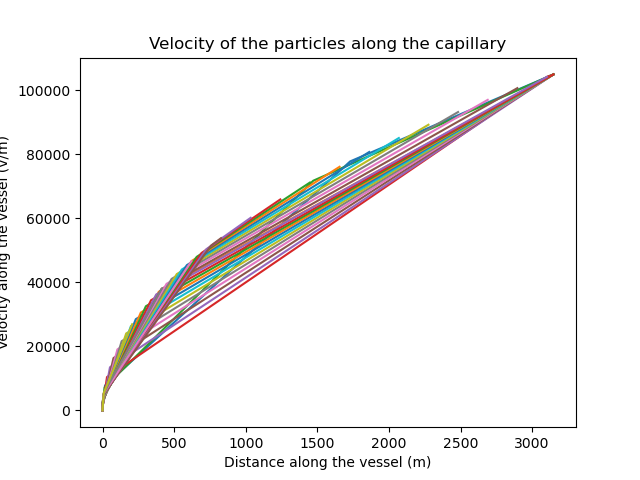 Velocity of the particles along the capillary
100000
80000
60000
40000
20000
0
Velocity along the vessel (v/m)
0 500 1000 1500 2000 2500 3000
Distance along the vessel (m)